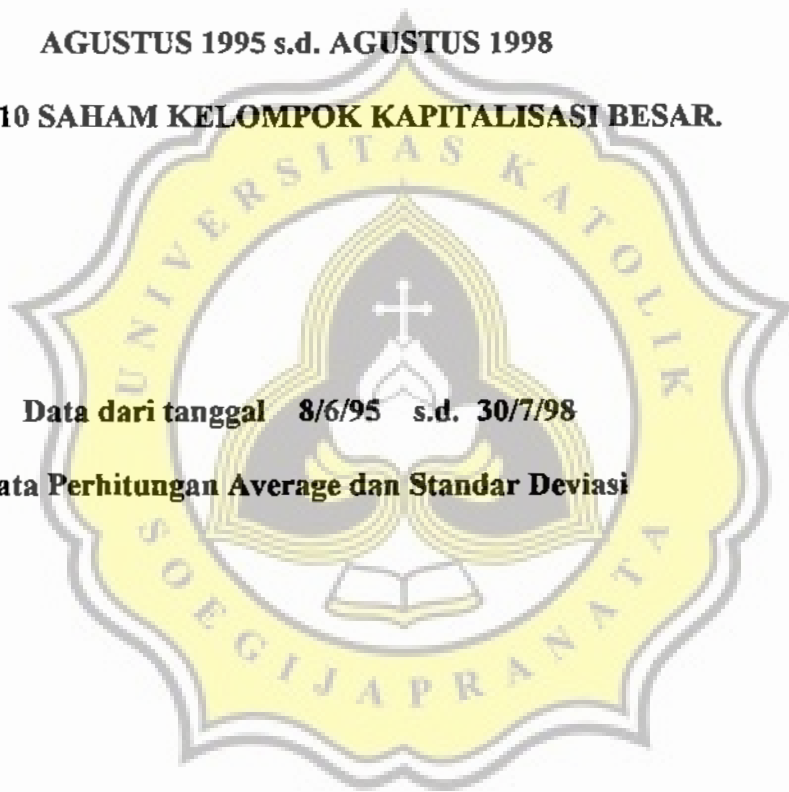 AGUSTUS 1995 s.d. AGUSTUS 1998
10 SAHAM KELOMPOK KAPITALISASI BESAR.
UNIVERSITAS KATOLIK
Data dari tanggal 8/6/95 s.d. 30/7/98
ata Perhitungan Average dan Standar Deviasi
SOEGIJAPRANATA